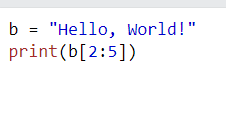 b = "Hello, World!"
print(b[2:5])